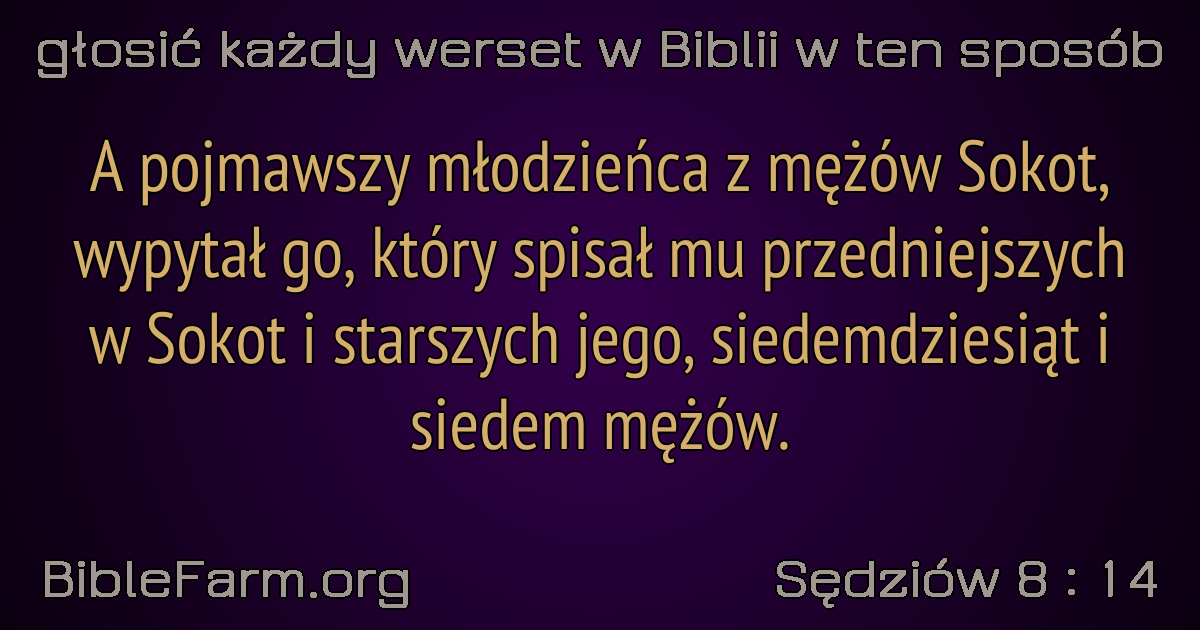 głosić każdy werset w Biblii w ten sposób
A pojmawszy młodzieńca z mężów Sokot,
wypytał go, który spisał mu przedniejszych
w Sokot i starszych jego, siedemdziesiąt i
siedem mężów.
BibleFarm.org
Sędziów 8 : 14